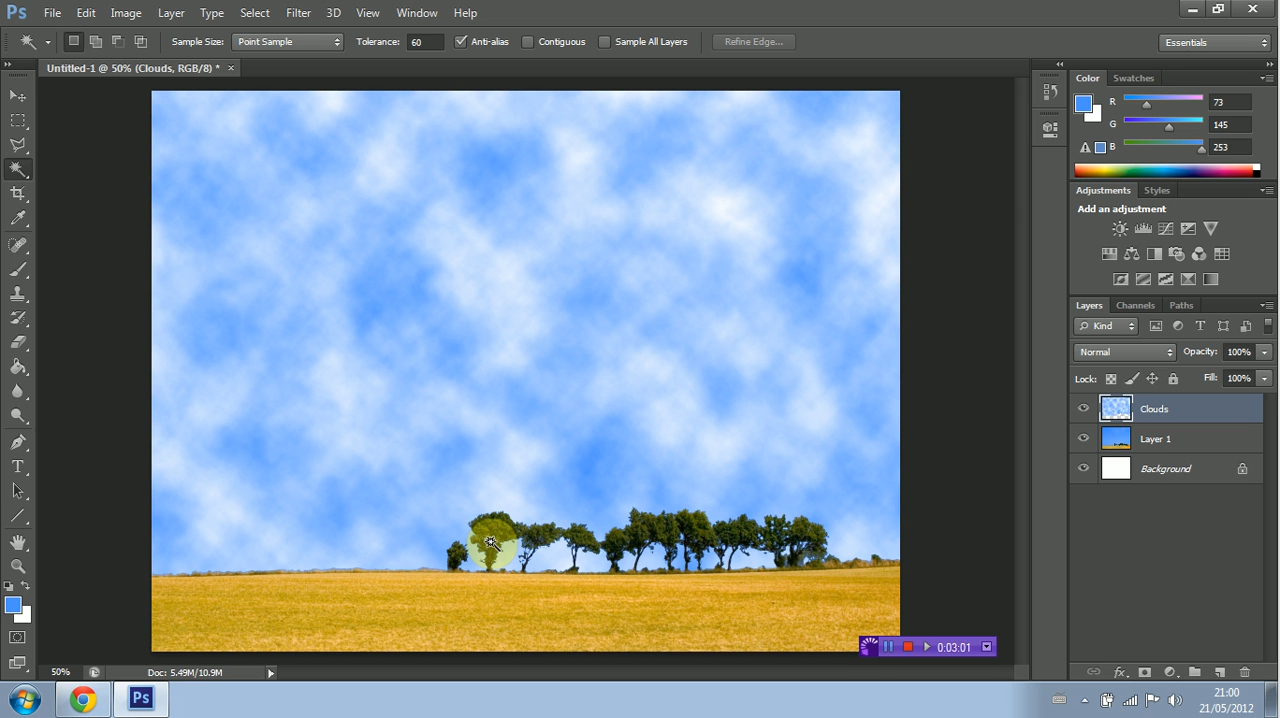 Ps File Edit Image Layer Type Select Filter 3D View Window Help
Sample Size: Point Sample Tolerance: 60 Anti-alias Contiguous Sample All Layers Refine Edge... Essentials
Untitled-1 @ 50% (Clouds, RGB/8) * ×
Color Swatches
R 73
G 145
B 253
Adjustments Styles
Add an adjustment
Layers Channels Paths
Kind
Normal Opacity: 100%
Lock: Fill: 100%
Clouds
Layer 1
Background
0:03:01
50% Doc: 5.49M/10.9M
Ps
21:00
21/05/2012